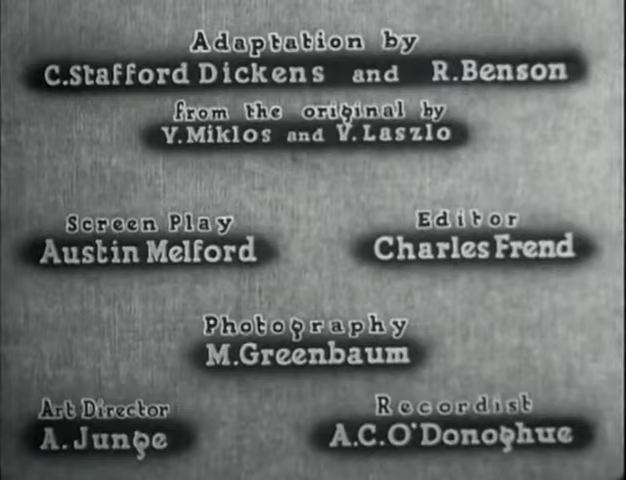 Adaptation by
C. Stafford Dickens and R. Benson
from the original by
V. Miklos and V. Laszlo
Screen Play
Austin Melford
Editor
Charles Frend
Photography
M. Greenbaum
Art Director
A. Junge
Recordist
A.C. O'Donoghue